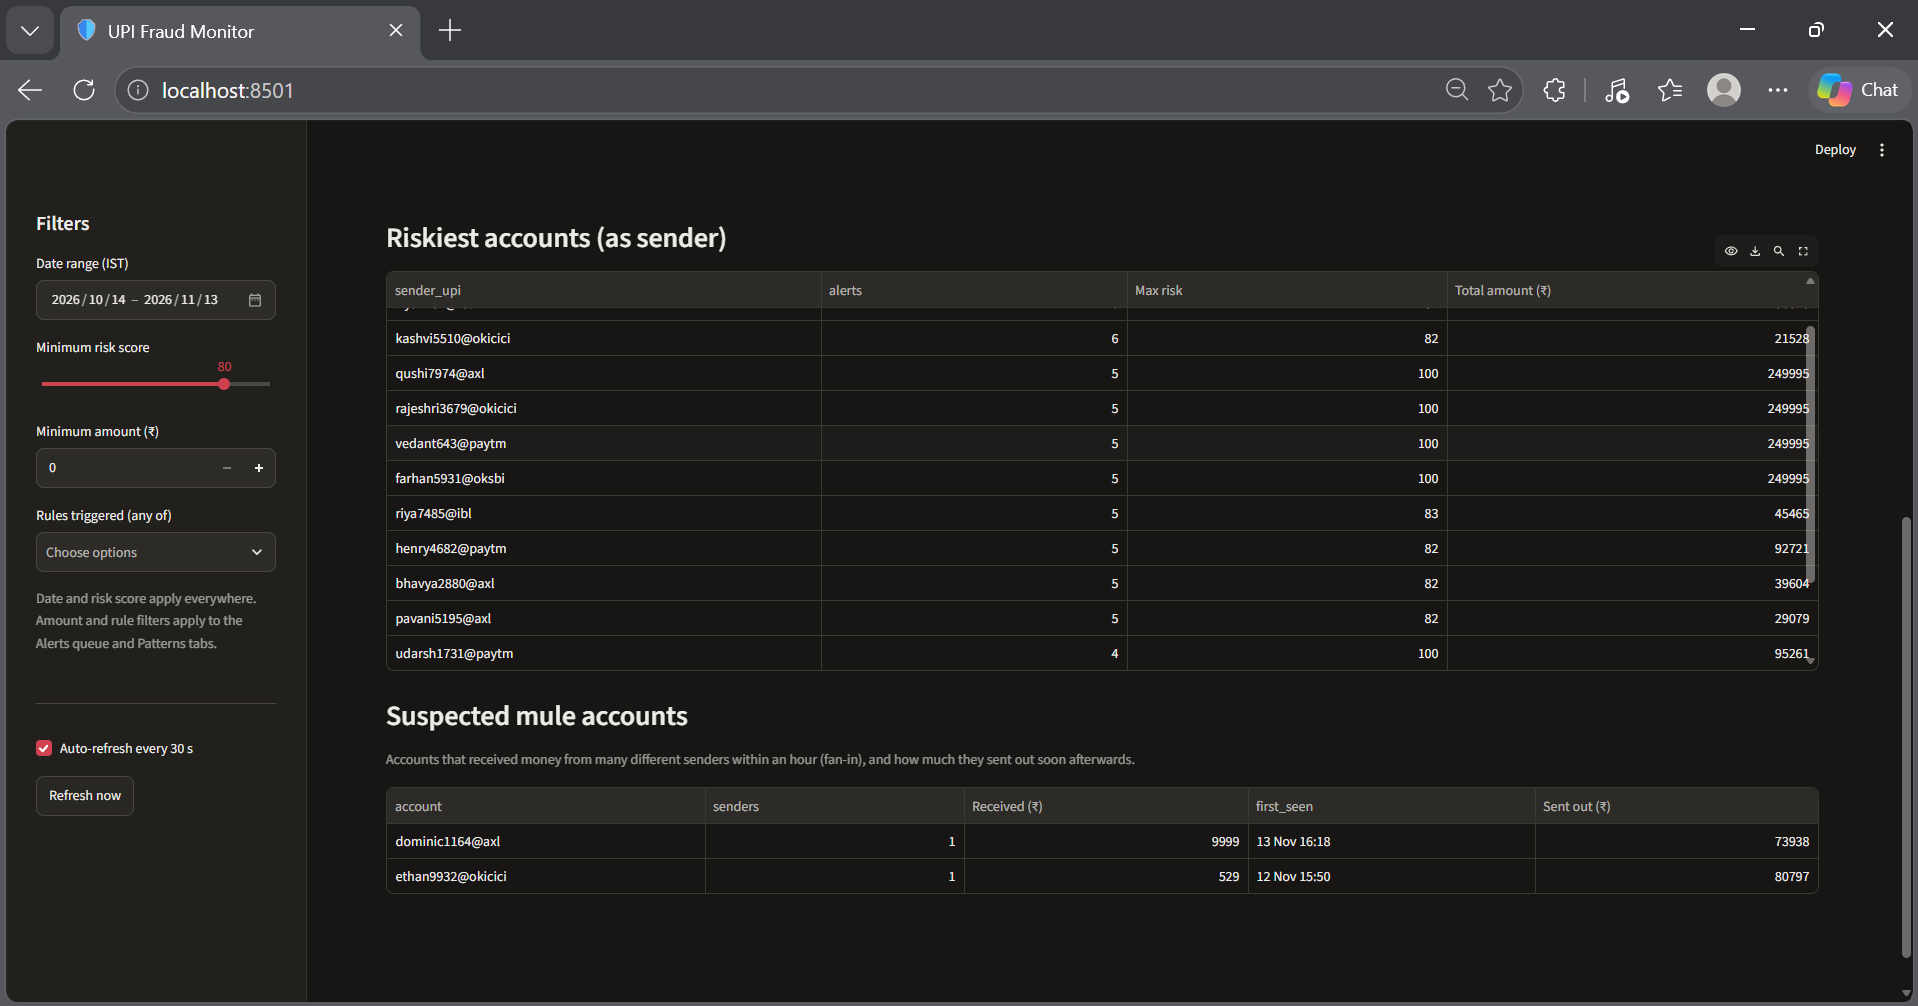 UPI Fraud Monitor
localhost:8501
Chat
Deploy
Filters
Date range (IST)
2026/10/14 – 2026/11/13
Minimum risk score
80
Minimum amount (₹)
0
Rules triggered (any of)
Choose options
Date and risk score apply everywhere.
Amount and rule filters apply to the
Alerts queue and Patterns tabs.
Auto-refresh every 30 s
Refresh now
Riskiest accounts (as sender)
sender_upi alerts Max risk Total amount (₹)
kashvi5510@okicici 6 82 21528
qushi7974@axl 5 100 249995
rajeshri3679@okicici 5 100 249995
vedant643@paytm 5 100 249995
farhan5931@oksbi 5 100 249995
riya7485@ibl 5 83 45465
henry4682@paytm 5 82 92721
bhavya2880@axl 5 82 39604
pavani5195@axl 5 82 29079
udarsh1731@paytm 4 100 95261
Suspected mule accounts
Accounts that received money from many different senders within an hour (fan-in), and how much they sent out soon afterwards.
account senders Received (₹) first_seen Sent out (₹)
dominic1164@axl 1 9999 13 Nov 16:18 73938
ethan9932@okicici 1 529 12 Nov 15:50 80797